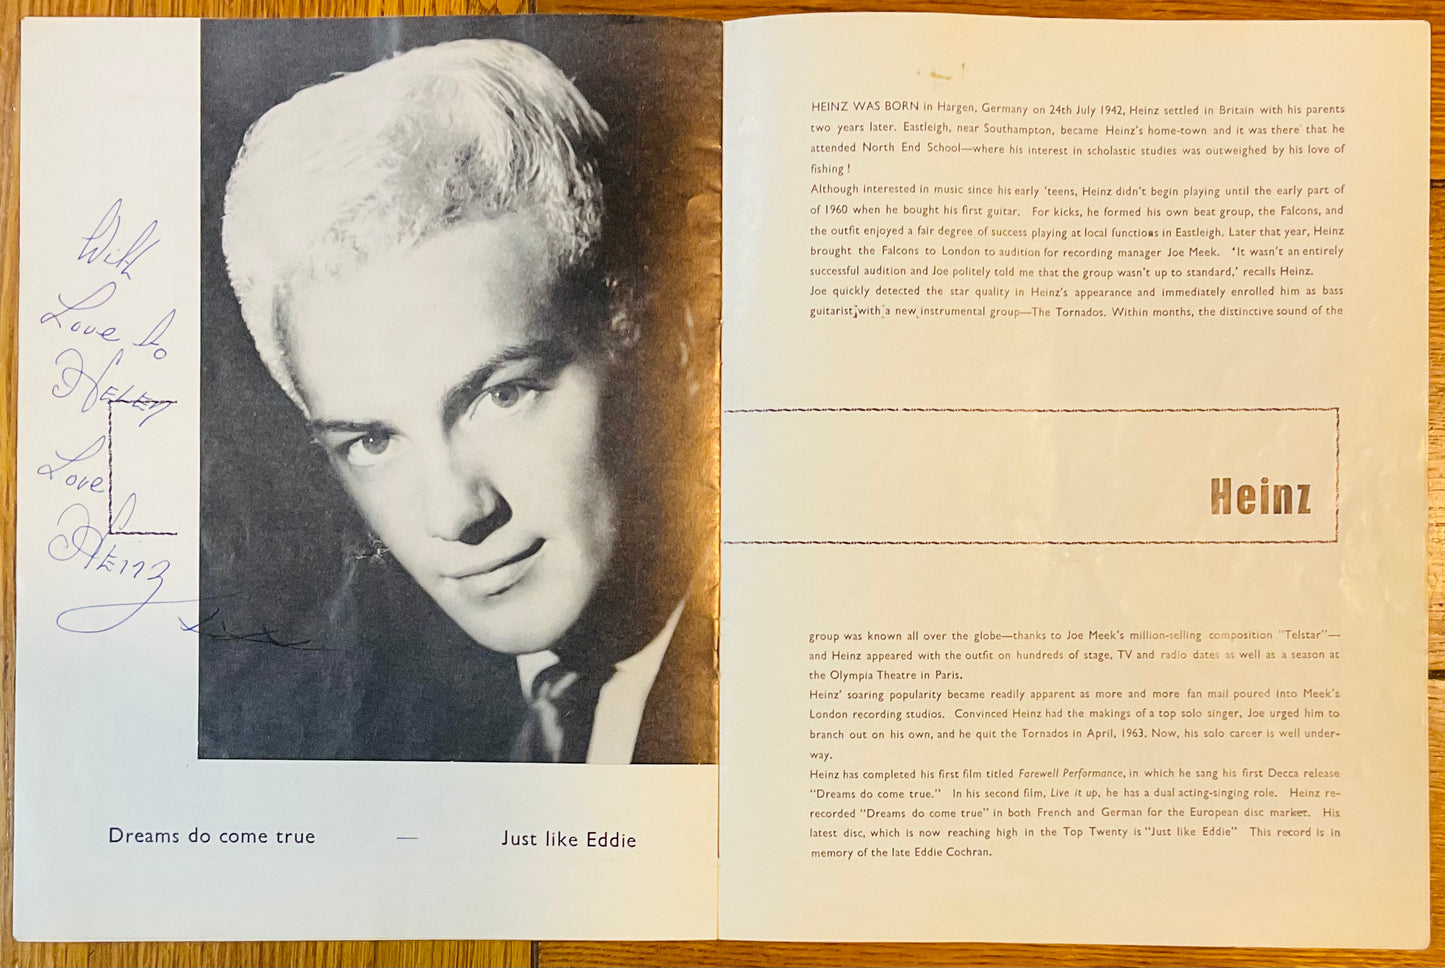 With
Love to
Helen
Love
Heinz
xxx
Dreams do come true — Just like Eddie
HEINZ WAS BORN in Hargen, Germany on 24th July 1942, Heinz settled in Britain with his parents
two years later. Eastleigh, near Southampton, became Heinz's home-town and it was there that he
attended North End School—where his interest in scholastic studies was outweighed by his love of
fishing !
Although interested in music since his early 'teens, Heinz didn't begin playing until the early part of
of 1960 when he bought his first guitar. For kicks, he formed his own beat group, the Falcons, and
the outfit enjoyed a fair degree of success playing at local functions in Eastleigh. Later that year, Heinz
brought the Falcons to London to audition for recording manager Joe Meek. 'It wasn't an entirely
successful audition and Joe politely told me that the group wasn't up to standard,' recalls Heinz.
Joe quickly detected the star quality in Heinz's appearance and immediately enrolled him as bass
guitarist with a new instrumental group—The Tornados. Within months, the distinctive sound of the
Heinz
group was known all over the globe—thanks to Joe Meek's million-selling composition "Telstar"—
and Heinz appeared with the outfit on hundreds of stage, TV and radio dates as well as a season at
the Olympia Theatre in Paris.
Heinz' soaring popularity became readily apparent as more and more fan mail poured into Meek's
London recording studios. Convinced Heinz had the makings of a top solo singer, Joe urged him to
branch out on his own, and he quit the Tornados in April, 1963. Now, his solo career is well under-
way.
Heinz has completed his first film titled Farewell Performance, in which he sang his first Decca release
"Dreams do come true." In his second film, Live it up, he has a dual acting-singing role. Heinz re-
recorded "Dreams do come true" in both French and German for the European disc market. His
latest disc, which is now reaching high in the Top Twenty is "Just like Eddie" This record is in
memory of the late Eddie Cochran.